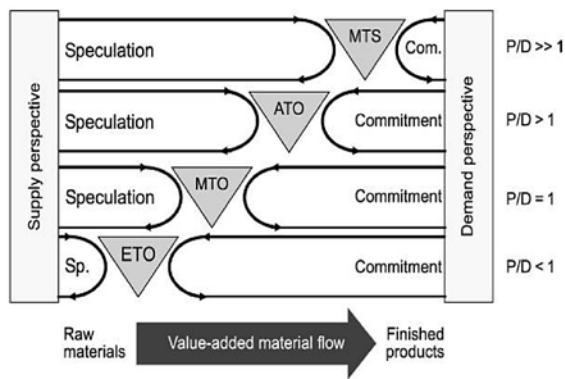 Supply perspective
Speculation
MTS
Com.
P/D >> 1
Speculation
ATO
Commitment
P/D > 1
Speculation
MTO
Commitment
P/D = 1
Sp.
ETO
Commitment
P/D < 1
Demand perspective
Raw
materials
Value-added material flow
Finished
products